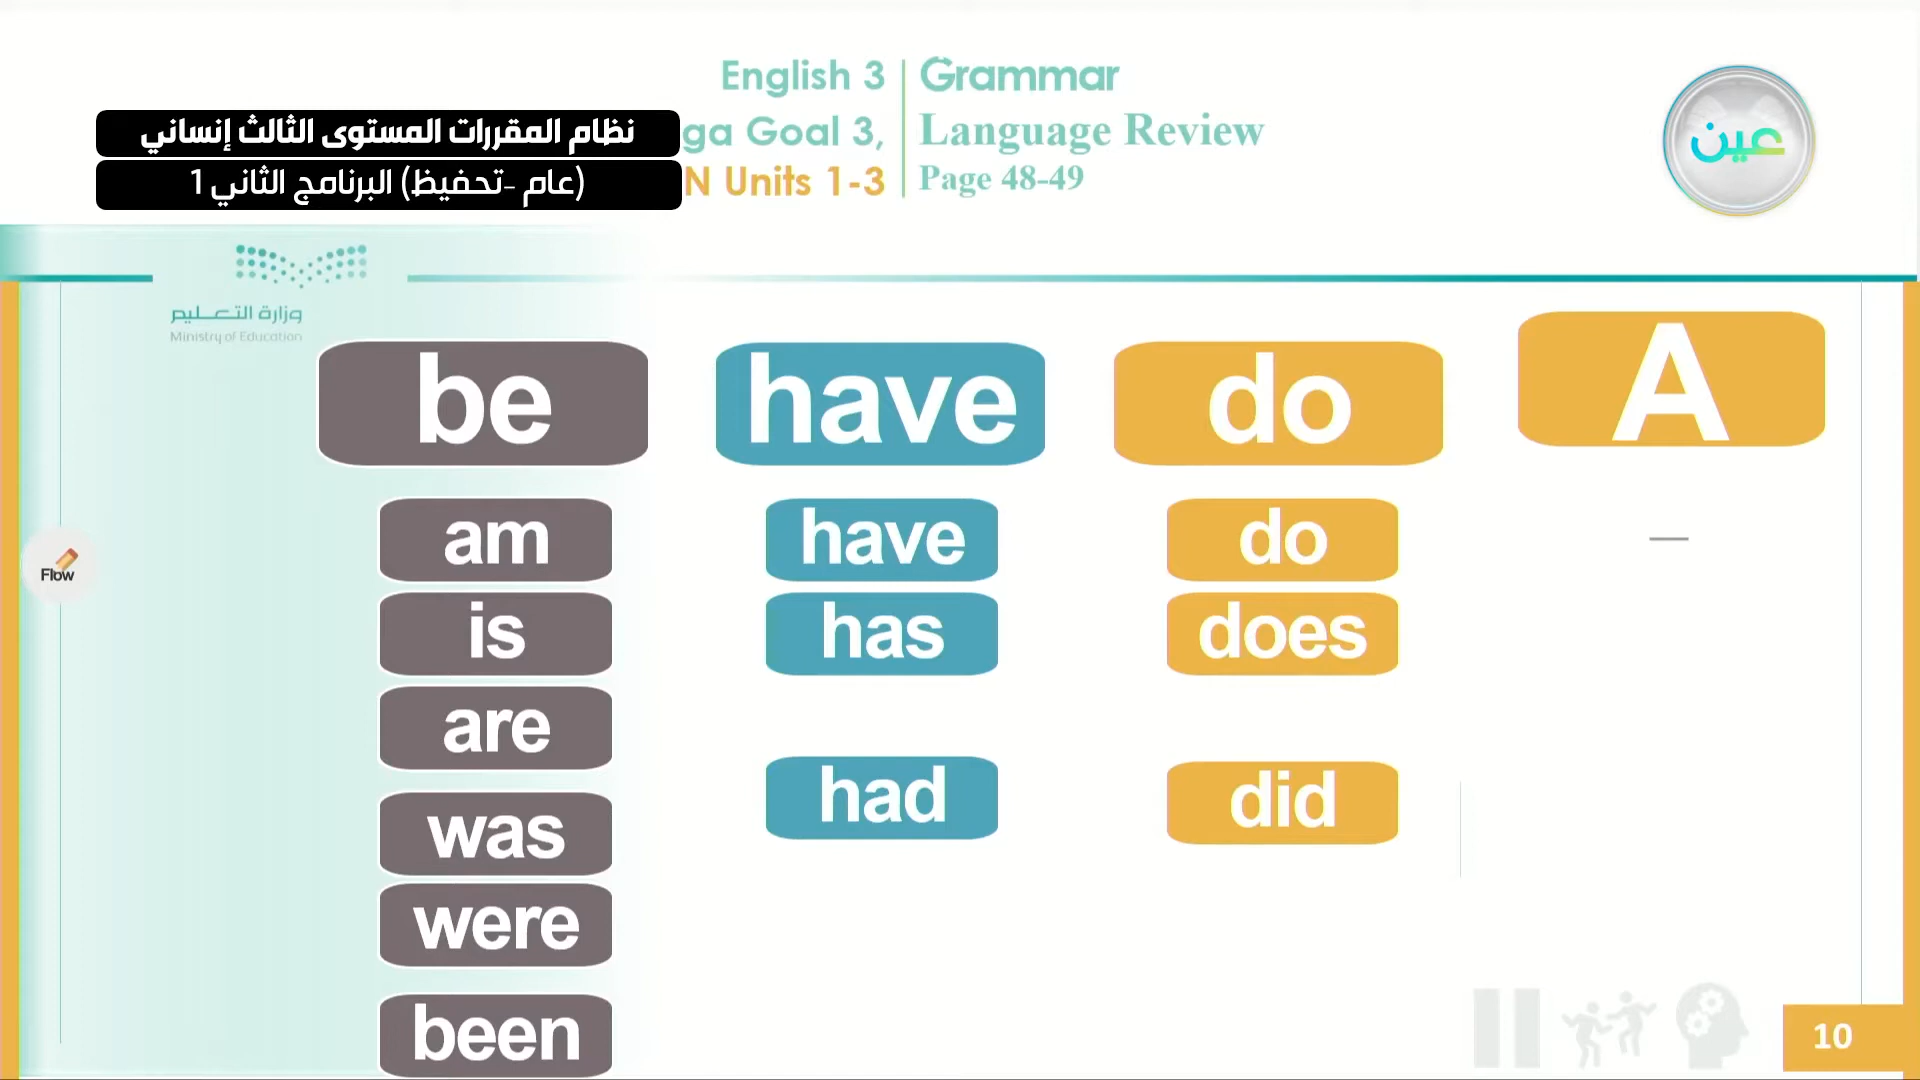 English 3
Grammar
نظام المقررات المستوى الثالث إنساني
ga Goal 3,
Language Review
(عام -تحفيظ) البرنامج الثاني 1
N Units 1-3
Page 48-49
عين
وزارة التعليم
Ministry of Education
be
have
do
A
am
have
do
is
has
does
are
had
did
was
were
been
Flow
10